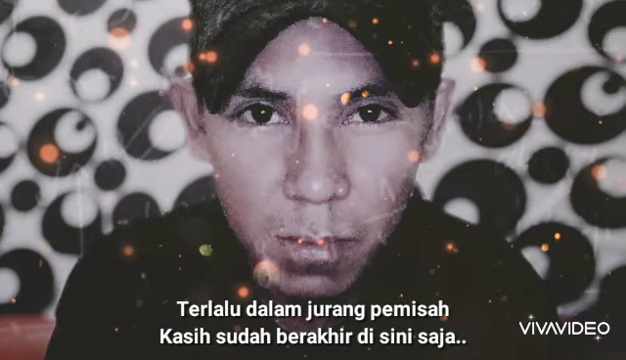 Terlalu dalam jurang pemisah
Kasih sudah berakhir di sini saja..
VIVAVIDEO